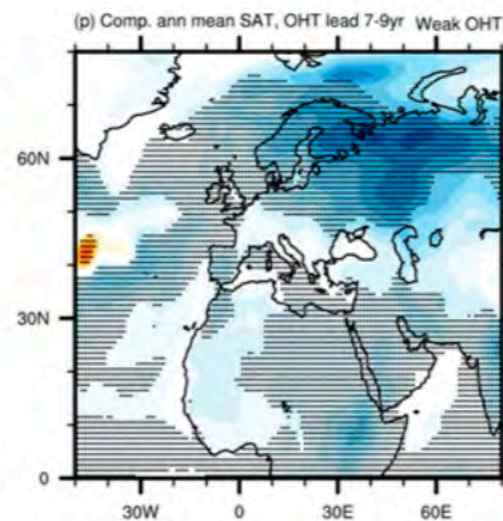 (p) Comp. ann mean SAT, OHT lead 7-9yr Weak OHT
60N
30N
0
30W 0 30E 60E